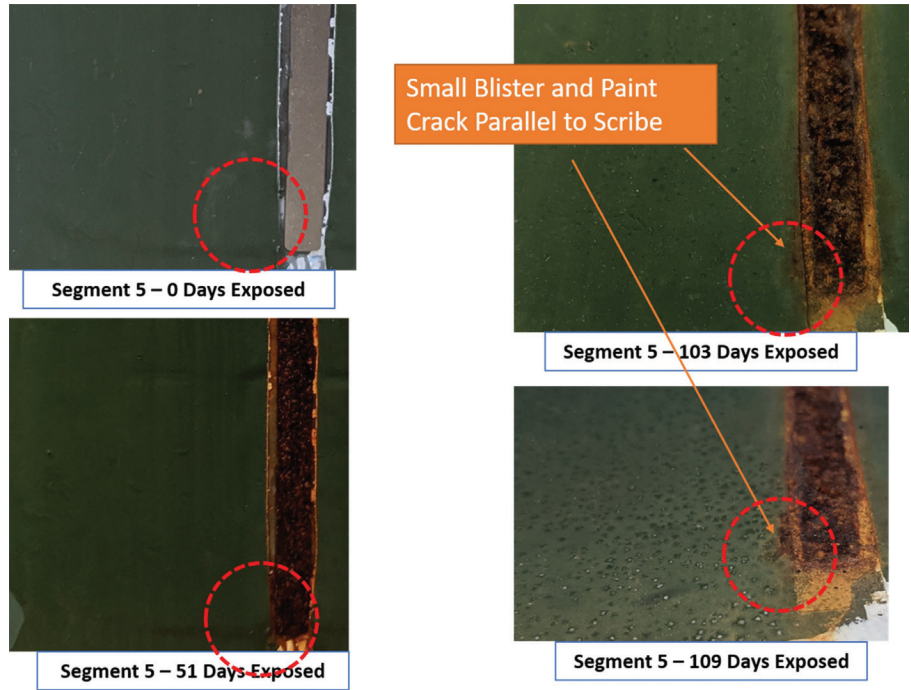 Small Blister and Paint
Crack Parallel to Scribe
Segment 5 – 0 Days Exposed
Segment 5 – 103 Days Exposed
Segment 5 – 51 Days Exposed
Segment 5 – 109 Days Exposed